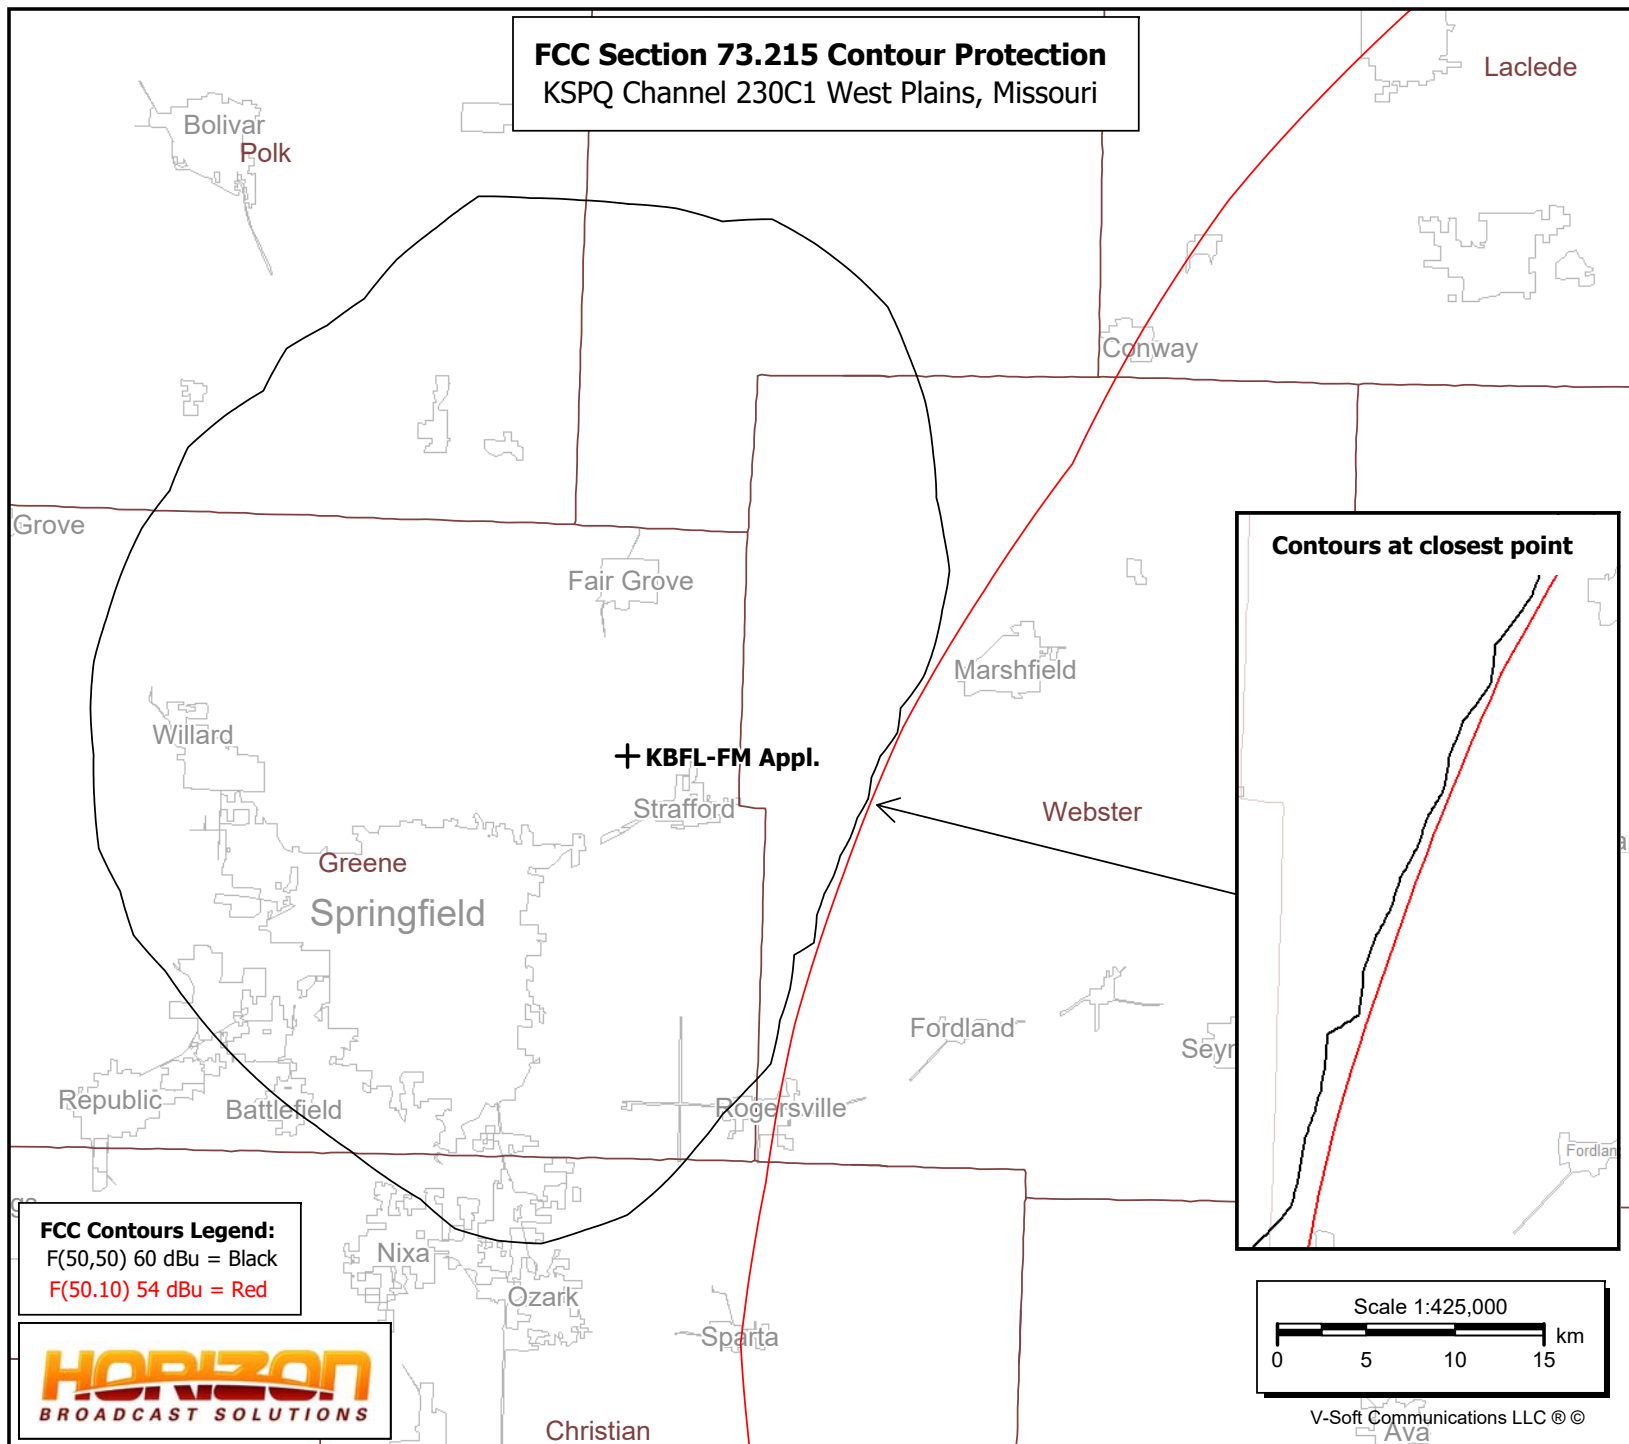 FCC Section 73.215 Contour Protection
KSPQ Channel 230C1 West Plains, Missouri
Laclede
Bolivar
Polk
Conway
Grove
Fair Grove
Contours at closest point
Marshfield
Willard
KBFL-FM Appl.
Strafford
Webster
Greene
Springfield
Fordland
Seyr
Republic
Battlefield
Rogersville
Fordlan
FCC Contours Legend:
F(50,50) 60 dBu = Black
F(50.10) 54 dBu = Red
Nixa
Ozark
Sparta
Scale 1:425,000
km
0 5 10 15
HORIZON
BROADCAST SOLUTIONS
V-Soft Communications LLC ® ©
Christian
Ava